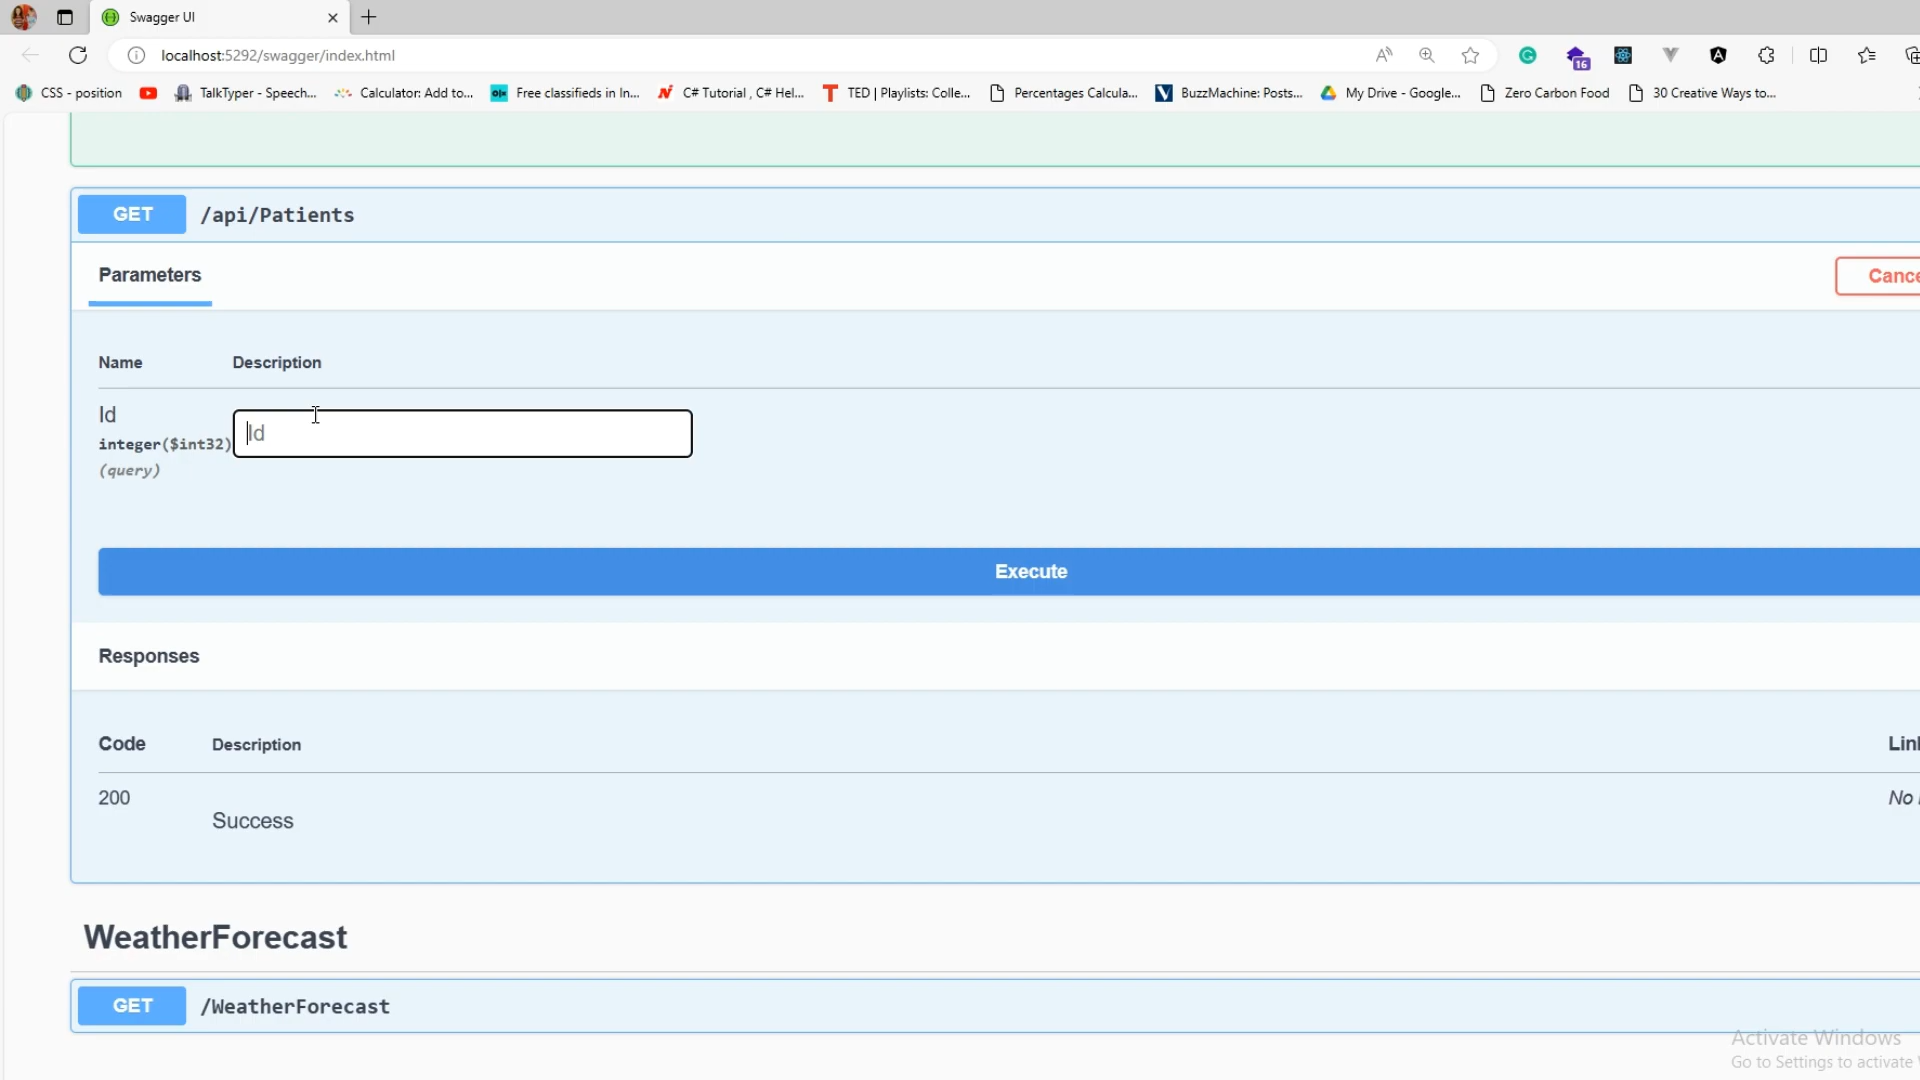 Swagger UI
localhost:5292/swagger/index.html
A
16
A
CSS - position
TalkTyper - Speech...
Calculator: Add to...
olx
Free classifieds in In...
C# Tutorial , C# Hel...
TED | Playlists: Colle...
Percentages Calcula...
BuzzMachine: Posts...
My Drive - Google...
Zero Carbon Food
30 Creative Ways to...
GET /api/Patients
Parameters
Cance
Name Description
Id
integer($int32)
(query)
Id
Execute
Responses
Code Description Lin
200 No
Success
WeatherForecast
GET /WeatherForecast
Activate Windows
Go to Settings to activate